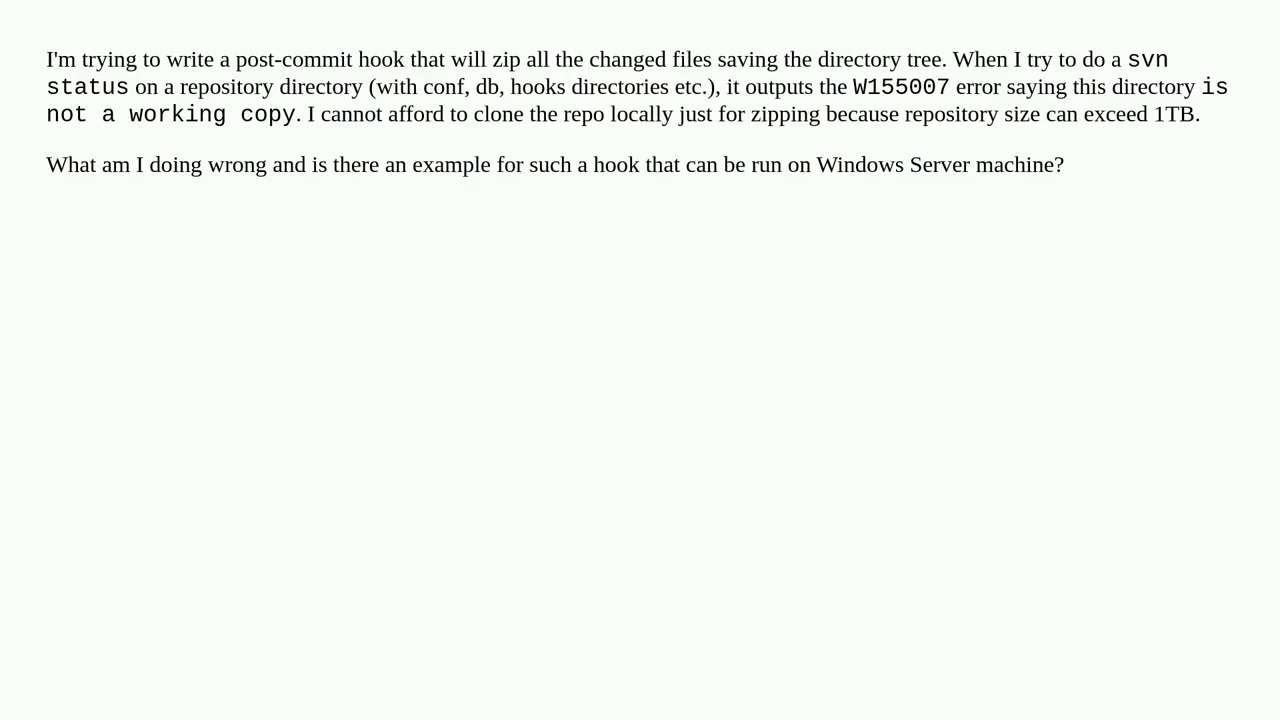 I'm trying to write a post-commit hook that will zip all the changed files saving the directory tree. When I try to do a svn
status on a repository directory (with conf, db, hooks directories etc.), it outputs the W155007 error saying this directory is
not a working copy. I cannot afford to clone the repo locally just for zipping because repository size can exceed 1TB.
What am I doing wrong and is there an example for such a hook that can be run on Windows Server machine?